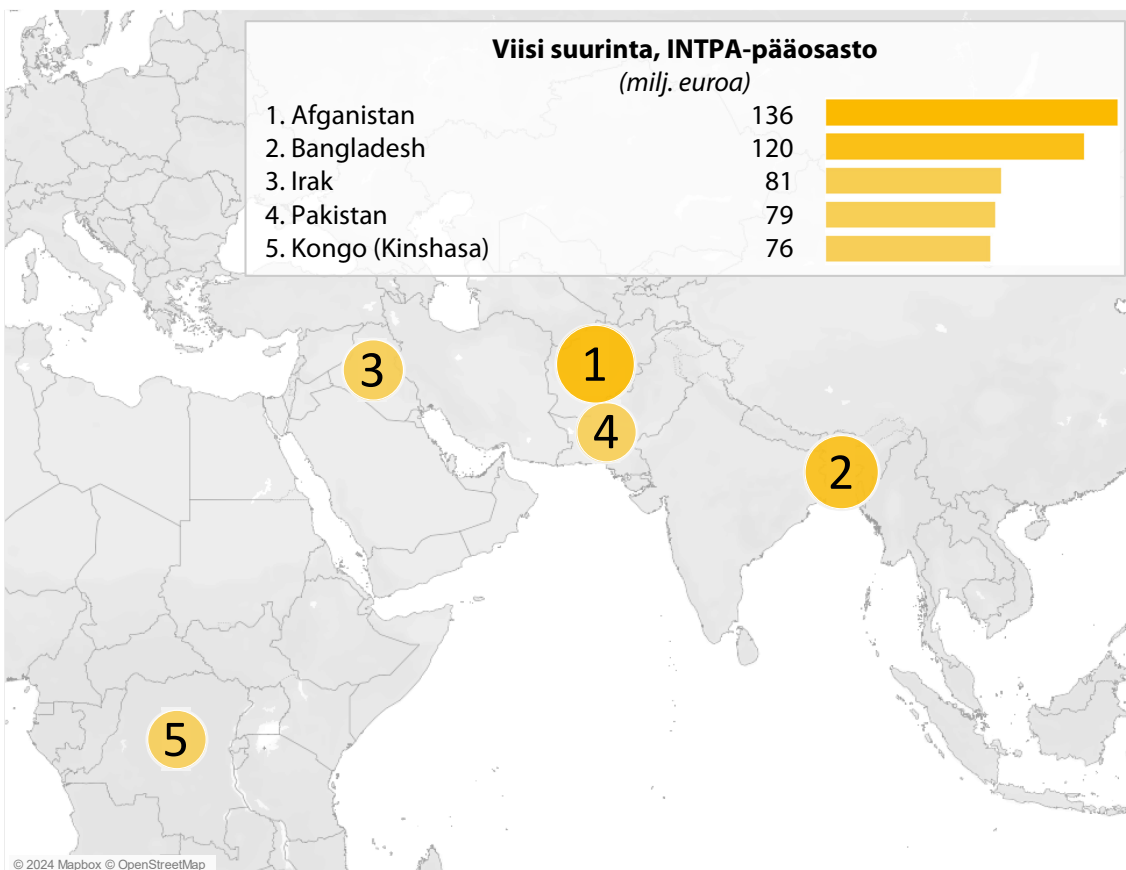 Viisi suurinta, INTPA-pääosasto
(milj. euroa)
1. Afganistan 136
2. Bangladesh 120
3. Irak 81
4. Pakistan 79
5. Kongo (Kinshasa) 76
3
1
4
2
5
© 2024 Mapbox © OpenStreetMap